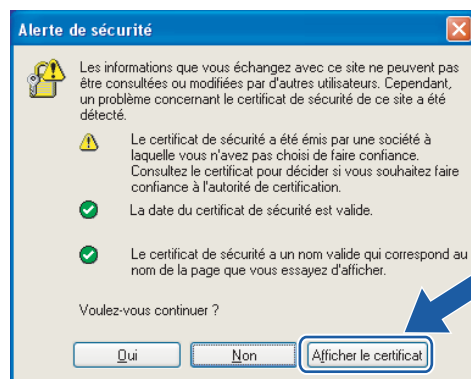 Alerte de sécurité
Les informations que vous échangez avec ce site ne peuvent pas
être consultées ou modifiées par d'autres utilisateurs. Cependant,
un problème concernant le certificat de sécurité de ce site a été
détecté.
Le certificat de sécurité a été émis par une société à
laquelle vous n'avez pas choisi de faire confiance.
Consultez le certificat pour décider si vous souhaitez faire
confiance à l'autorité de certification.
La date du certificat de sécurité est valide.
Le certificat de sécurité a un nom valide qui correspond au
nom de la page que vous essayez d'afficher.
Voulez-vous continuer ?
Oui
Non
Afficher le certificat